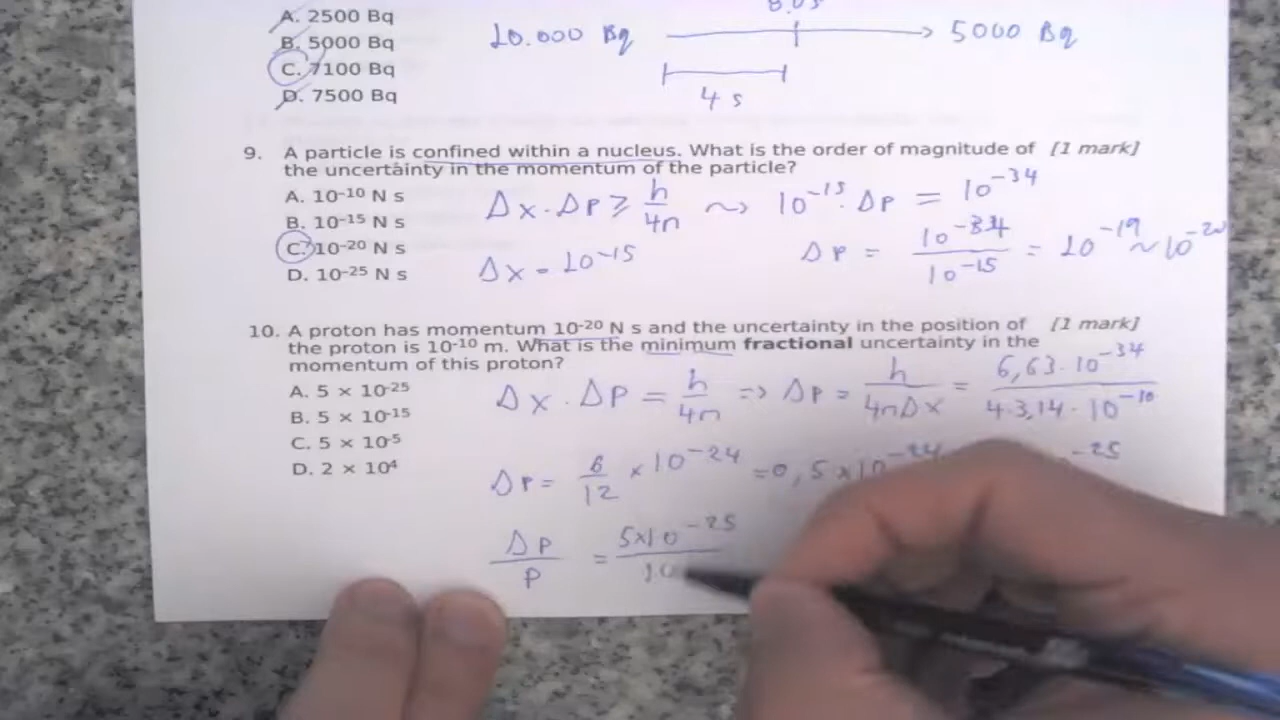 A. 2500 Bq
B. 5000 Bq
C. 7100 Bq
D. 7500 Bq
10.000 Bq
5000 Bq
4 s
9. A particle is confined within a nucleus. What is the order of magnitude of [1 mark]
the uncertainty in the momentum of the particle?
A. 10⁻¹⁰ N s
B. 10⁻¹⁵ N s
C. 10⁻²⁰ N s
D. 10⁻²⁵ N s
Δx · Δp ≥ h/4π ~> 10⁻¹⁵ · Δp = 10⁻³⁴
Δx = 10⁻¹⁵
Δp = 10⁻³⁴/10⁻¹⁵ = 10⁻¹⁹ ~ 10⁻²⁰
10. A proton has momentum 10⁻²⁰ N s and the uncertainty in the position of [1 mark]
the proton is 10⁻¹⁰ m. What is the minimum fractional uncertainty in the
momentum of this proton?
A. 5 × 10⁻²⁵
B. 5 × 10⁻¹⁵
C. 5 × 10⁻⁵
D. 2 × 10⁴
Δx · Δp = h/4π => Δp = h/4πΔx = 6,63·10⁻³⁴/4·3,14·10⁻¹⁰
Δp = 6/12 × 10⁻²⁴ = 0,5×10⁻²⁴ ⁻²⁵
Δp/p = 5×10⁻²⁵/10